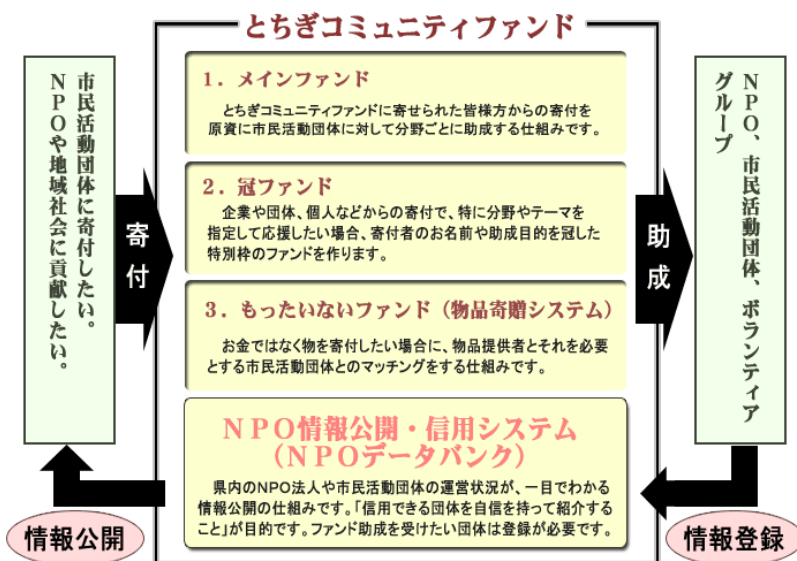 とちぎコミュニティファンド
市民活動団体に寄付したい。
NPOや地域社会に貢献したい。
寄付
1．メインファンド
とちぎコミュニティファンドに寄せられた皆様方からの寄付を
原資に市民活動団体に対して分野ごとに助成する仕組みです。
2．冠ファンド
企業や団体、個人などからの寄付で、特に分野やテーマを
指定して応援したい場合、寄付者のお名前や助成目的を冠した
特別枠のファンドを作ります。
3．もったいないファンド（物品寄贈システム）
お金ではなく物を寄付したい場合に、物品提供者とそれを必要
とする市民活動団体とのマッチングをする仕組みです。
NPO情報公開・信用システム
（NPOデータバンク）
県内のNPO法人や市民活動団体の運営状況が、一目でわかる
情報公開の仕組みです。「信用できる団体を自信を持って紹介する
こと」が目的です。ファンド助成を受けたい団体は登録が必要です。
助成
NPO、市民活動団体、ボランティア
グループ
情報公開
情報登録